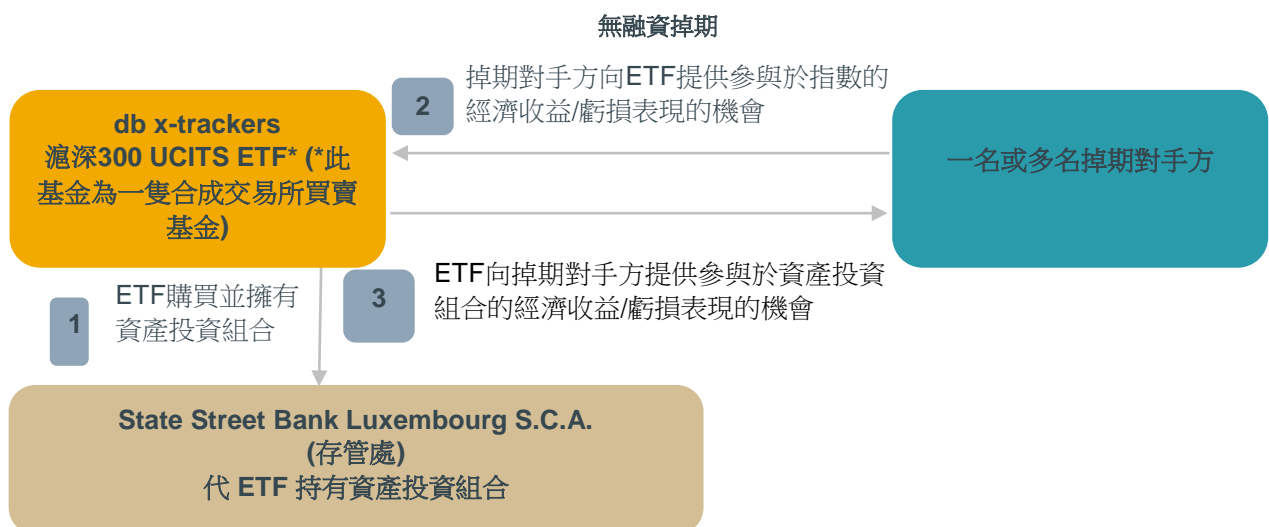 無融資掉期
2
掉期對手方向ETF提供參與於指數的
經濟收益/虧損表現的機會
db x-trackers
滬深300 UCITS ETF* (*此
基金為一隻合成交易所買賣
基金)
一名或多名掉期對手方
1
ETF購買並擁有
資產投資組合
3
ETF向掉期對手方提供參與於資產投資
組合的經濟收益/虧損表現的機會
State Street Bank Luxembourg S.C.A.
(存管處)
代 ETF 持有資產投資組合